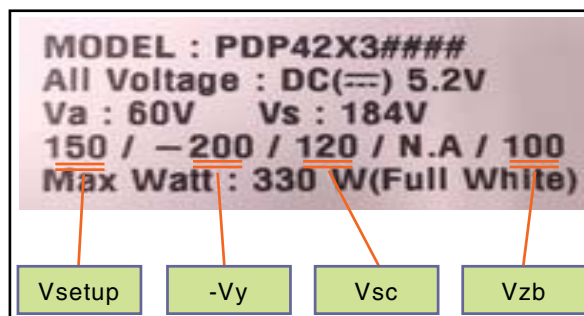 MODEL : PDP42X3####
All Voltage : DC(⎓) 5.2V
Va : 60V Vs : 184V
150 / -200 / 120 / N.A / 100
Max Watt : 330 W(Full White)
Vsetup -Vy Vsc Vzb